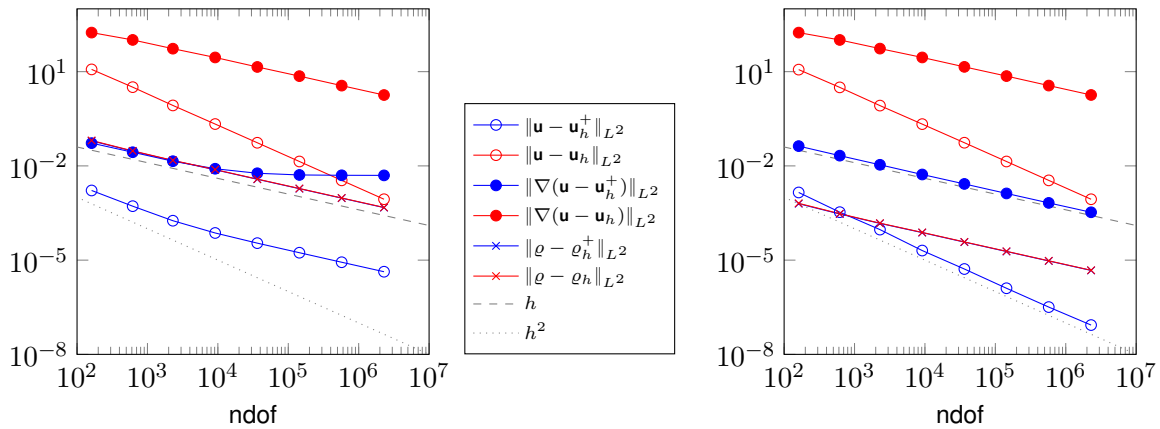 10^1
10^−2
10^−5
10^−8
10^2 10^3 10^4 10^5 10^6 10^7
ndof
‖u − u_h^+‖_{L^2}
‖u − u_h‖_{L^2}
‖∇(u − u_h^+)‖_{L^2}
‖∇(u − u_h)‖_{L^2}
‖ϱ − ϱ_h^+‖_{L^2}
‖ϱ − ϱ_h‖_{L^2}
h
h^2
10^1
10^−2
10^−5
10^−8
10^2 10^3 10^4 10^5 10^6 10^7
ndof